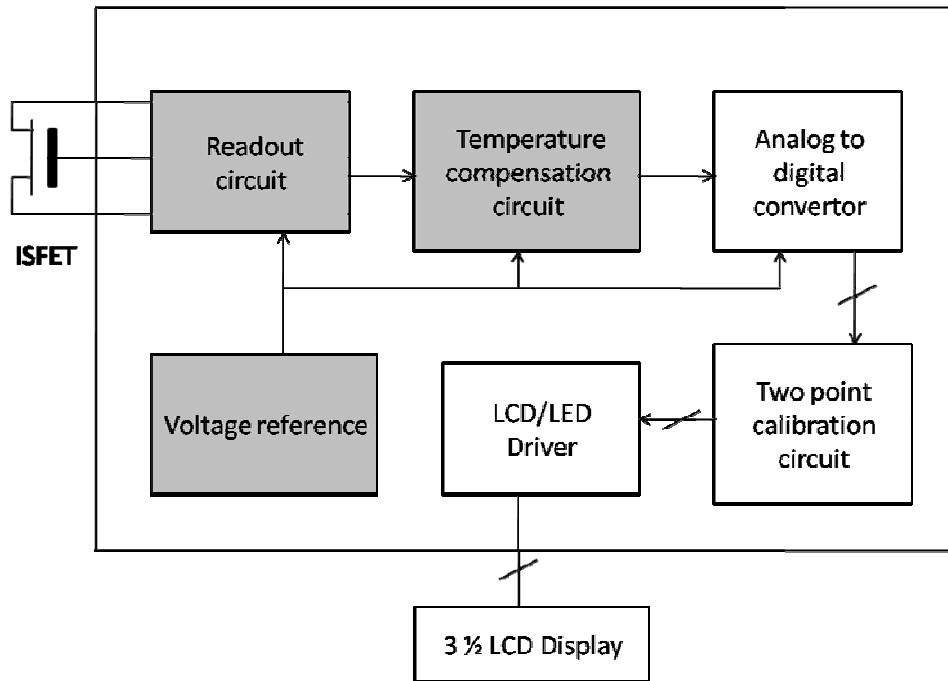 Readout
circuit
Temperature
compensation
circuit
Analog to
digital
convertor
ISFET
Voltage reference
LCD/LED
Driver
Two point
calibration
circuit
3 ½ LCD Display